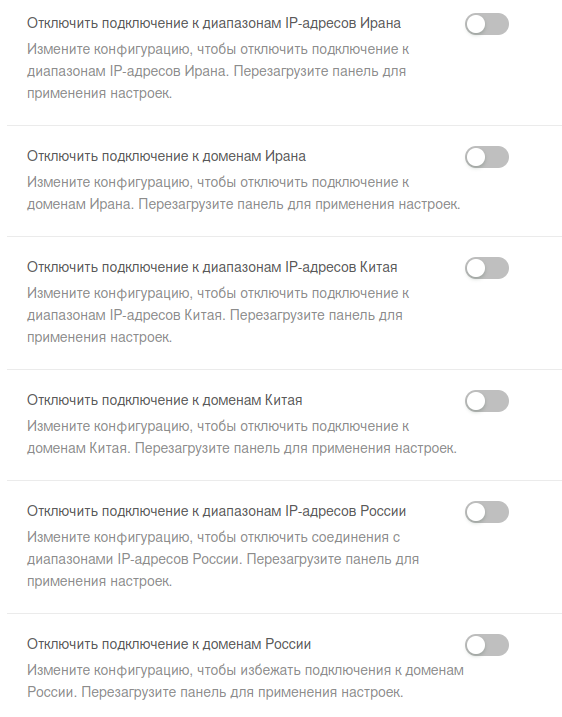 Отключить подключение к диапазонам IP-адресов Ирана
Измените конфигурацию, чтобы отключить подключение к
диапазонам IP-адресов Ирана. Перезагрузите панель для
применения настроек.
Отключить подключение к доменам Ирана
Измените конфигурацию, чтобы отключить подключение к
доменам Ирана. Перезагрузите панель для применения настроек.
Отключить подключение к диапазонам IP-адресов Китая
Измените конфигурацию, чтобы отключить подключение к
диапазонам IP-адресов Китая. Перезагрузите панель для
применения настроек.
Отключить подключение к доменам Китая
Измените конфигурацию, чтобы отключить подключение к
доменам Китая. Перезагрузите панель для применения настроек.
Отключить подключение к диапазонам IP-адресов России
Измените конфигурацию, чтобы отключить соединения с
диапазонами IP-адресов России. Перезагрузите панель для
применения настроек.
Отключить подключение к доменам России
Измените конфигурацию, чтобы избежать подключения к доменам
России. Перезагрузите панель для применения настроек.